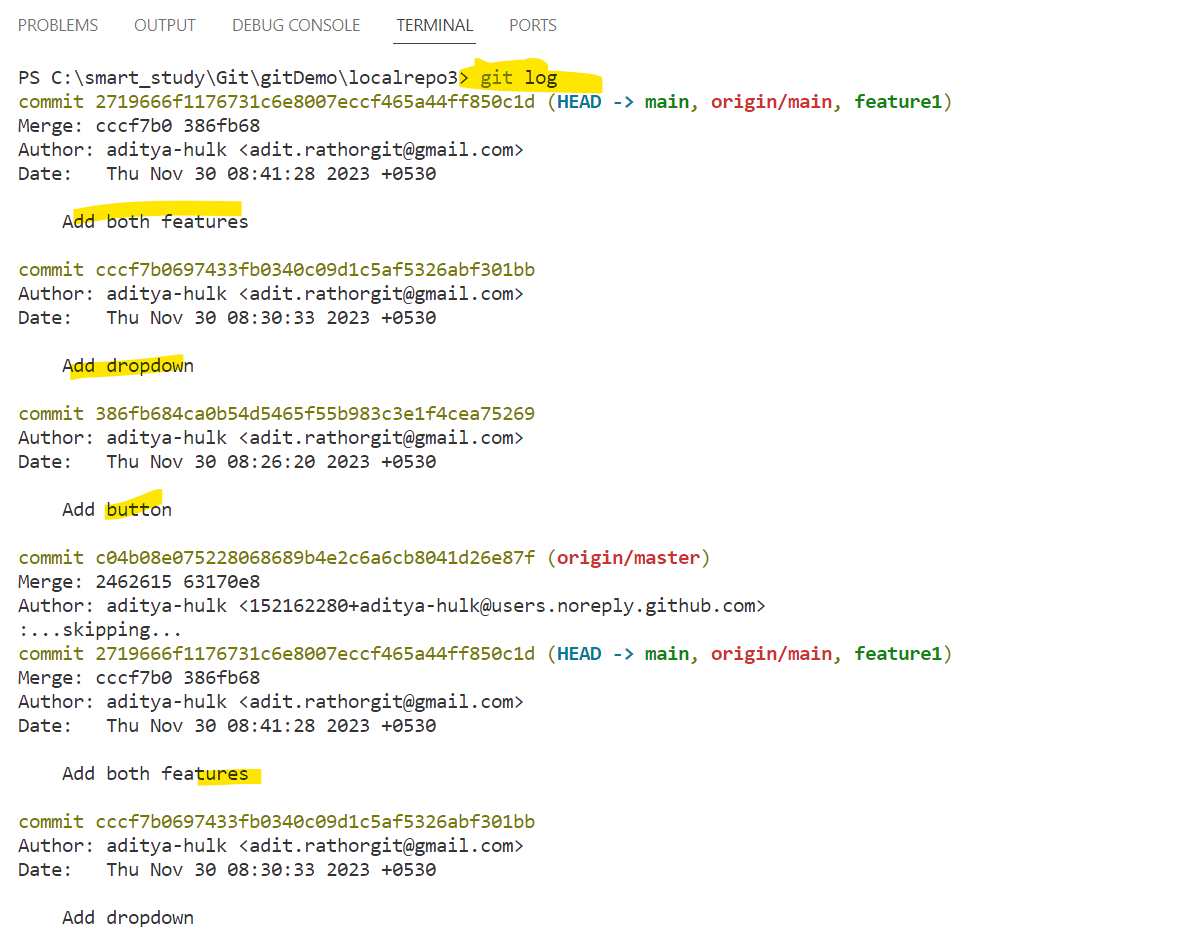 PROBLEMS OUTPUT DEBUG CONSOLE TERMINAL PORTS
PS C:\smart_study\Git\gitDemo\localrepo3> git log
commit 2719666f1176731c6e8007eccf465a44ff850c1d (HEAD -> main, origin/main, feature1)
Merge: cccf7b0 386fb68
Author: aditya-hulk <adit.rathorgit@gmail.com>
Date:   Thu Nov 30 08:41:28 2023 +0530
Add both features
commit cccf7b0697433fb0340c09d1c5af5326abf301bb
Author: aditya-hulk <adit.rathorgit@gmail.com>
Date:   Thu Nov 30 08:30:33 2023 +0530
Add dropdown
commit 386fb684ca0b54d5465f55b983c3e1f4cea75269
Author: aditya-hulk <adit.rathorgit@gmail.com>
Date:   Thu Nov 30 08:26:20 2023 +0530
Add button
commit c04b08e075228068689b4e2c6a6cb8041d26e87f (origin/master)
Merge: 2462615 63170e8
Author: aditya-hulk <152162280+aditya-hulk@users.noreply.github.com>
:...skipping...
commit 2719666f1176731c6e8007eccf465a44ff850c1d (HEAD -> main, origin/main, feature1)
Merge: cccf7b0 386fb68
Author: aditya-hulk <adit.rathorgit@gmail.com>
Date:   Thu Nov 30 08:41:28 2023 +0530
Add both features
commit cccf7b0697433fb0340c09d1c5af5326abf301bb
Author: aditya-hulk <adit.rathorgit@gmail.com>
Date:   Thu Nov 30 08:30:33 2023 +0530
Add dropdown